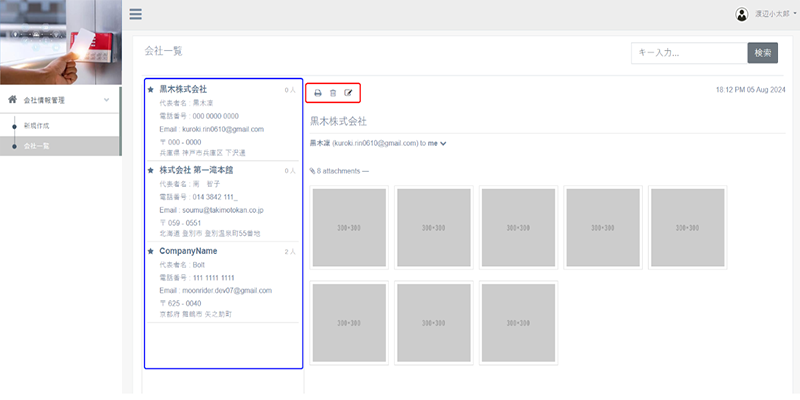 渡辺小太郎
会社一覧
キー入力...
検索
会社情報管理
新規作成
会社一覧
黒木株式会社 0 人
代表者名 : 黒木凛
電話番号 : 000 0000 0000
Email : kuroki rin0610@gmail.com
〒 000 - 0000
兵庫県 神戸市兵庫区 下沢通
株式会社 第一滝本館 0 人
代表者名 : 南 智子
電話番号 : 014 3842 111_
Email : soumu@takimotokan.co.jp
〒 059 - 0551
北海道 登別市 登別温泉町55番地
CompanyName 2 人
代表者名 : Bolt
電話番号 : 111 1111 1111
Email : moonrider.dev07@gmail.com
〒 625 - 0040
京都府 舞鶴市 矢之助町
18:12 PM 05 Aug 2024
黒木株式会社
黒木凛 (kuroki rin0610@gmail.com) to me
8 attachments —
300×300
300×300
300×300
300×300
300×300
300×300
300×300
300×300